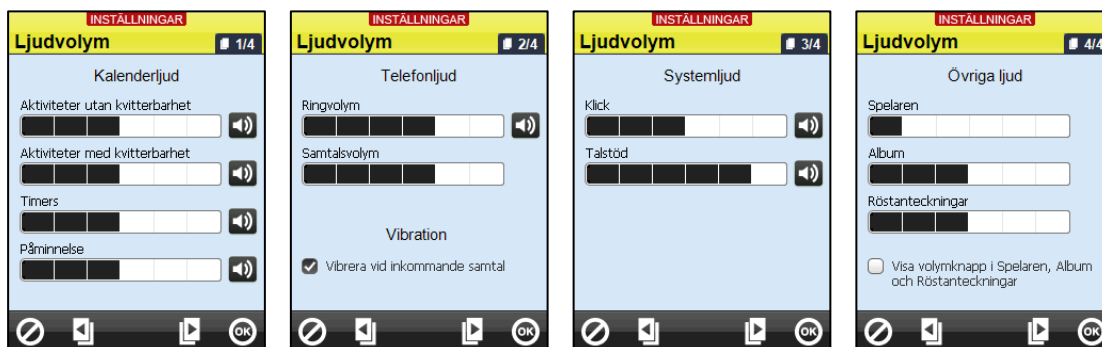 INSTÄLLNINGAR
Ljudvolym 1/4
Kalenderljud
Aktiviteter utan kvitterbarhet
Aktiviteter med kvitterbarhet
Timers
Påminnelse
OK
INSTÄLLNINGAR
Ljudvolym 2/4
Telefonljud
Ringvolym
Samtalsvolym
Vibration
Vibrera vid inkommande samtal
OK
INSTÄLLNINGAR
Ljudvolym 3/4
Systemljud
Klick
Talstöd
OK
INSTÄLLNINGAR
Ljudvolym 4/4
Övriga ljud
Spelaren
Album
Röstanteckningar
Visa volymknapp i Spelaren, Album
och Röstanteckningar
OK